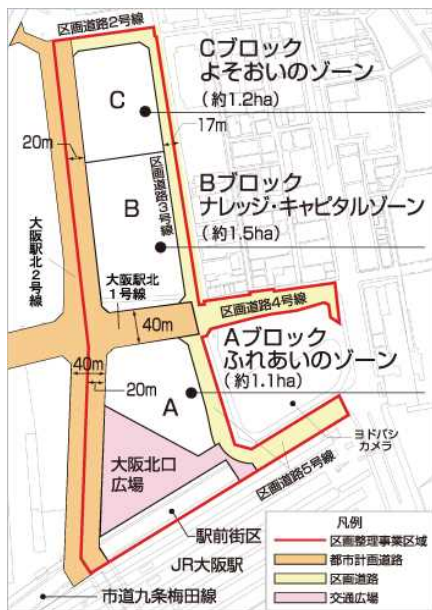 区画道路2号線
Cブロック
よそおいのゾーン
(約1.2ha)
C
20m
17m
区画道路3号線
Bブロック
ナレッジ・キャピタルゾーン
(約1.5ha)
B
大阪駅北2号線
大阪駅北
1号線
区画道路4号線
40m
Aブロック
ふれあいのゾーン
(約1.1ha)
40m
20m
A
ヨドバシ
カメラ
大阪北口
広場
区画道路5号線
駅前街区
JR大阪駅
市道九条梅田線
凡例
区画整理事業区域
都市計画道路
区画道路
交通広場